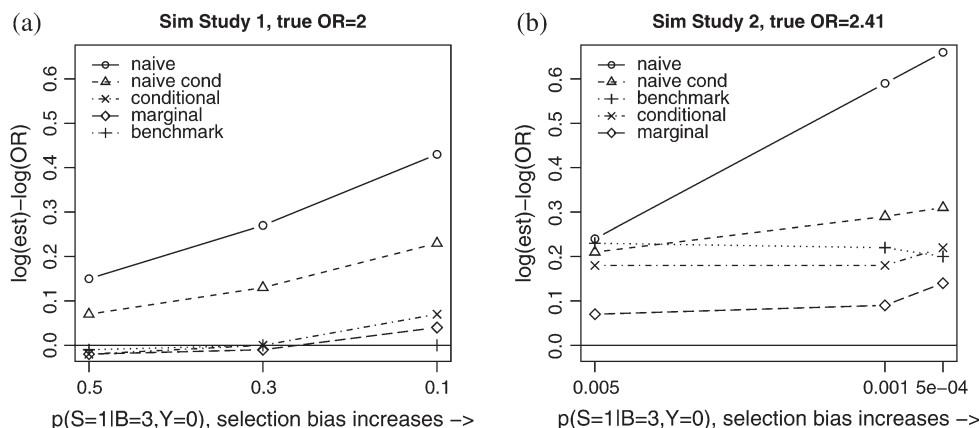 (a)
Sim Study 1, true OR=2
naive
naive cond
conditional
marginal
benchmark
log(est)−log(OR)
0.6
0.5
0.4
0.3
0.2
0.1
0.0
0.5 0.3 0.1
p(S=1|B=3,Y=0), selection bias increases −>
(b)
Sim Study 2, true OR=2.41
naive
naive cond
benchmark
conditional
marginal
log(est)−log(OR)
0.6
0.5
0.4
0.3
0.2
0.1
0.0
0.005 0.001 5e−04
p(S=1|B=3,Y=0), selection bias increases −>